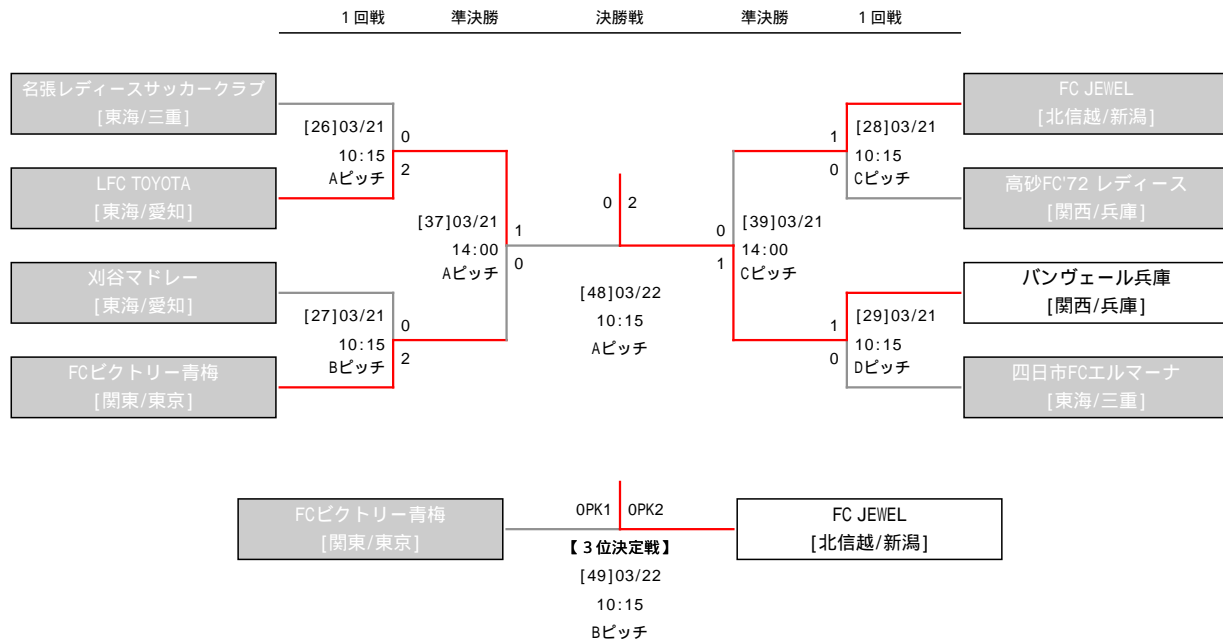 1回戦 準決勝 決勝戦 準決勝 1回戦
名張レディースサッカークラブ
[東海/三重]
LFC TOYOTA
[東海/愛知]
刈谷マドレー
[東海/愛知]
FCビクトリー青梅
[関東/東京]
[26]03/21
0
10:15
2
Aピッチ
[27]03/21
0
10:15
2
Bピッチ
[37]03/21
1
14:00
0
Aピッチ
0 2
[48]03/22
10:15
Aピッチ
0
[39]03/21
14:00
1
Cピッチ
1
[28]03/21
10:15
0
Cピッチ
1
[29]03/21
10:15
0
Dピッチ
FC JEWEL
[北信越/新潟]
高砂FC'72 レディース
[関西/兵庫]
バンヴェール兵庫
[関西/兵庫]
四日市FCエルマーナ
[東海/三重]
FCビクトリー青梅
[関東/東京]
0PK1 0PK2
【3位決定戦】
[49]03/22
10:15
Bピッチ
FC JEWEL
[北信越/新潟]